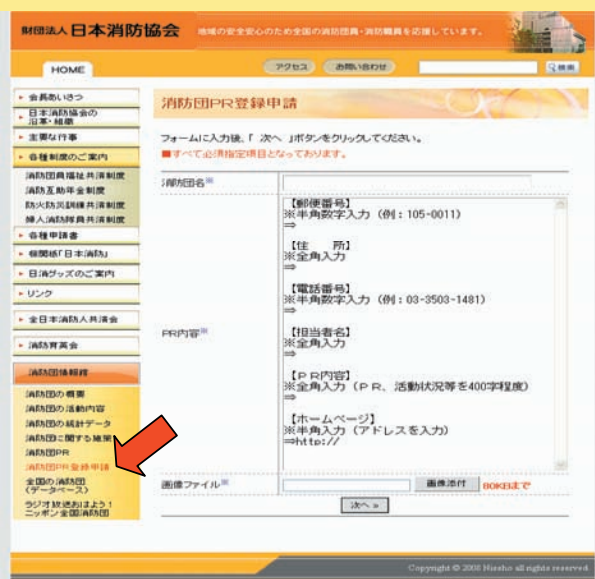 財団法人 日本消防協会
地域の安全安心のため全国の消防団員・消防職員を応援しています。
HOME
アクセス
お問い合わせ
検索
会長あいさつ
日本消防協会の
沿革・組織
主要な行事
各種制度のご案内
消防団員福祉共済制度
消防互助年金制度
防火防災訓練共済制度
婦人消防隊員共済制度
各種申請書
機関紙「日本消防」
日消グッズのご案内
リンク
全日本消防人共済会
消防育英会
消防団情報館
消防団の概要
消防団の活動内容
消防団の統計データ
消防団に関する施策
消防団PR
消防団PR登録申請
全国の消防団
(データベース)
ラジオ放送おはよう!
ニッポン全国消防団
消防団PR登録申請
フォームに入力後、「 次へ 」ボタンをクリックしてください。
■すべて必須指定項目となっております。
消防団名※
PR内容※
【郵便番号】
※半角数字入力 (例:105-0011)
⇒
【住 所】
※全角入力
⇒
【電話番号】
※半角数字入力 (例:03-3503-1481)
⇒
【担当者名】
※全角入力
⇒
【PR内容】
※全角入力 (PR、活動状況等を400字程度)
⇒
【ホームページ】
※半角入力 (アドレスを入力)
⇒http://
画像ファイル※
画像添付
80KBまで
次へ »
Copyright © 2008 Nissho all rights reserved.